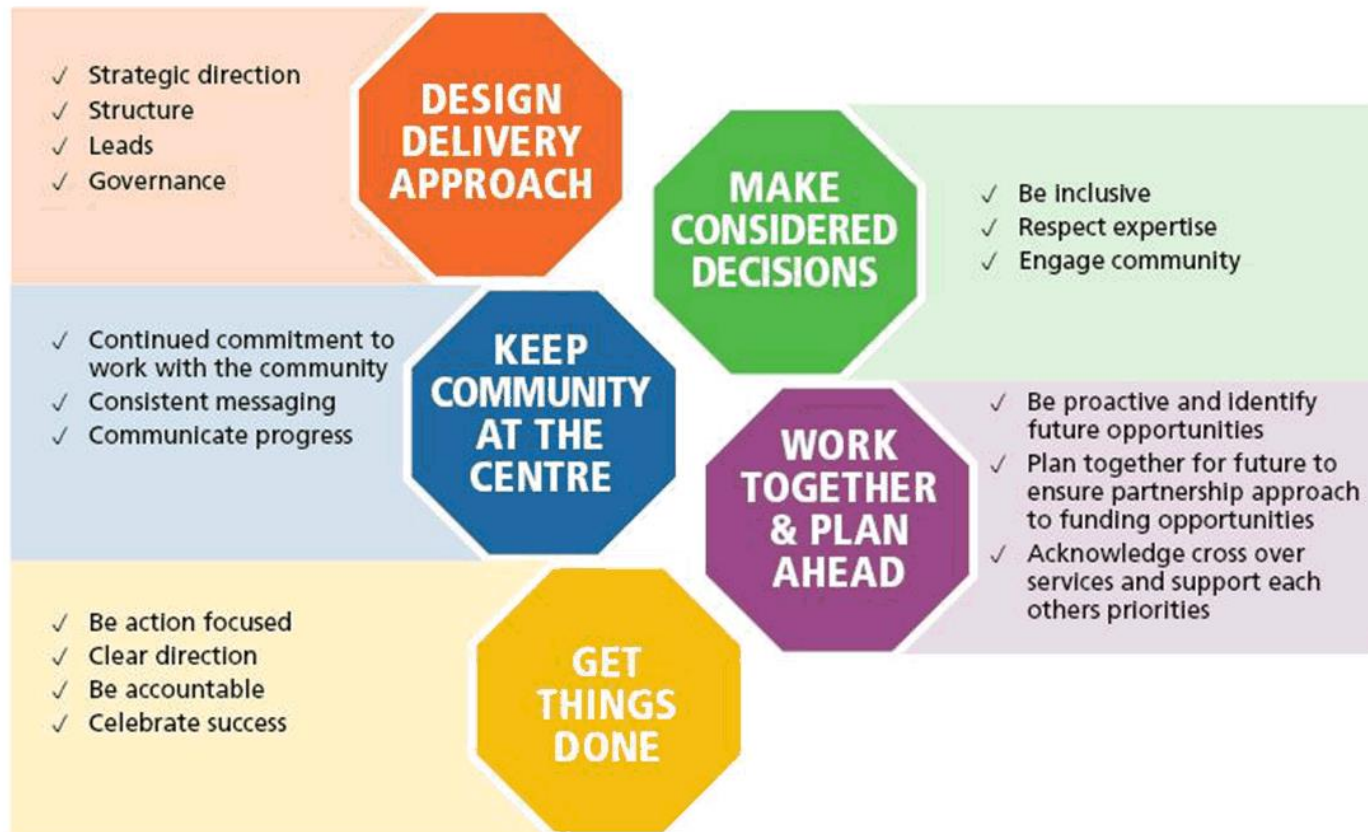 ✓ Strategic direction
✓ Structure
✓ Leads
✓ Governance
DESIGN
DELIVERY
APPROACH
MAKE
CONSIDERED
DECISIONS
✓ Be inclusive
✓ Respect expertise
✓ Engage community
✓ Continued commitment to
work with the community
✓ Consistent messaging
✓ Communicate progress
KEEP
COMMUNITY
AT THE
CENTRE
WORK
TOGETHER
& PLAN
AHEAD
✓ Be proactive and identify
future opportunities
✓ Plan together for future to
ensure partnership approach
to funding opportunities
✓ Acknowledge cross over
services and support each
others priorities
✓ Be action focused
✓ Clear direction
✓ Be accountable
✓ Celebrate success
GET
THINGS
DONE